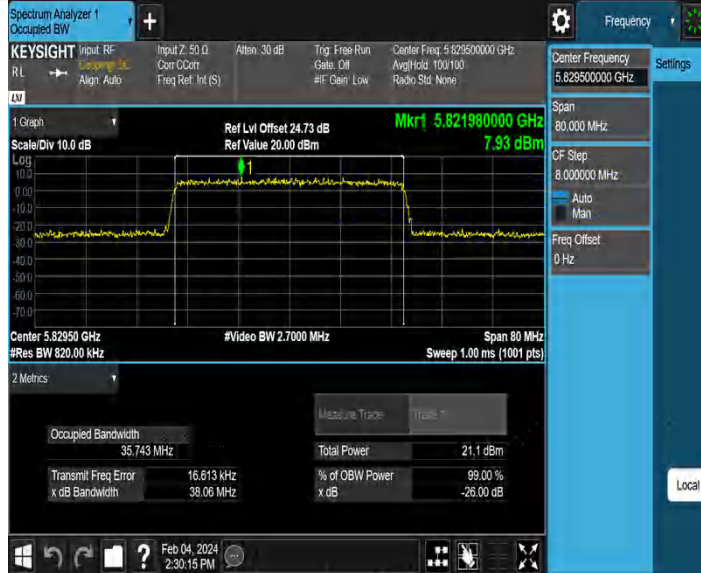 Spectrum Analyzer 1
Occupied BW
+
Frequency
KEYSIGHT
RL
Input: RF
Coupling: DC
Align: Auto
Input Z: 50 Ω
Corr CCorr
Freq Ref: Int (S)
Atten: 30 dB
Trig: Free Run
Gate: Off
#IF Gain: Low
Center Freq: 5.829500000 GHz
Avg|Hold: 100/100
Radio Std: None
LXI
1 Graph
Scale/Div 10.0 dB
Ref Lvl Offset 24.73 dB
Ref Value 20.00 dBm
Mkr1 5.821980000 GHz
7.93 dBm
Log
10.0
0.00
-10.0
-20.0
-30.0
-40.0
-50.0
-60.0
-70.0
1
Center 5.82950 GHz
#Res BW 820.00 kHz
#Video BW 2.7000 MHz
Span 80 MHz
Sweep 1.00 ms (1001 pts)
2 Metrics
Measure Trace
Trace 1
Occupied Bandwidth
35.743 MHz
Total Power 21.1 dBm
Transmit Freq Error 16.613 kHz
% of OBW Power 99.00 %
x dB Bandwidth 38.06 MHz
x dB -26.00 dB
Center Frequency
5.829500000 GHz
Settings
Span
80.000 MHz
CF Step
8.000000 MHz
Auto
Man
Freq Offset
0 Hz
Local
?
Feb 04, 2024
2:30:15 PM